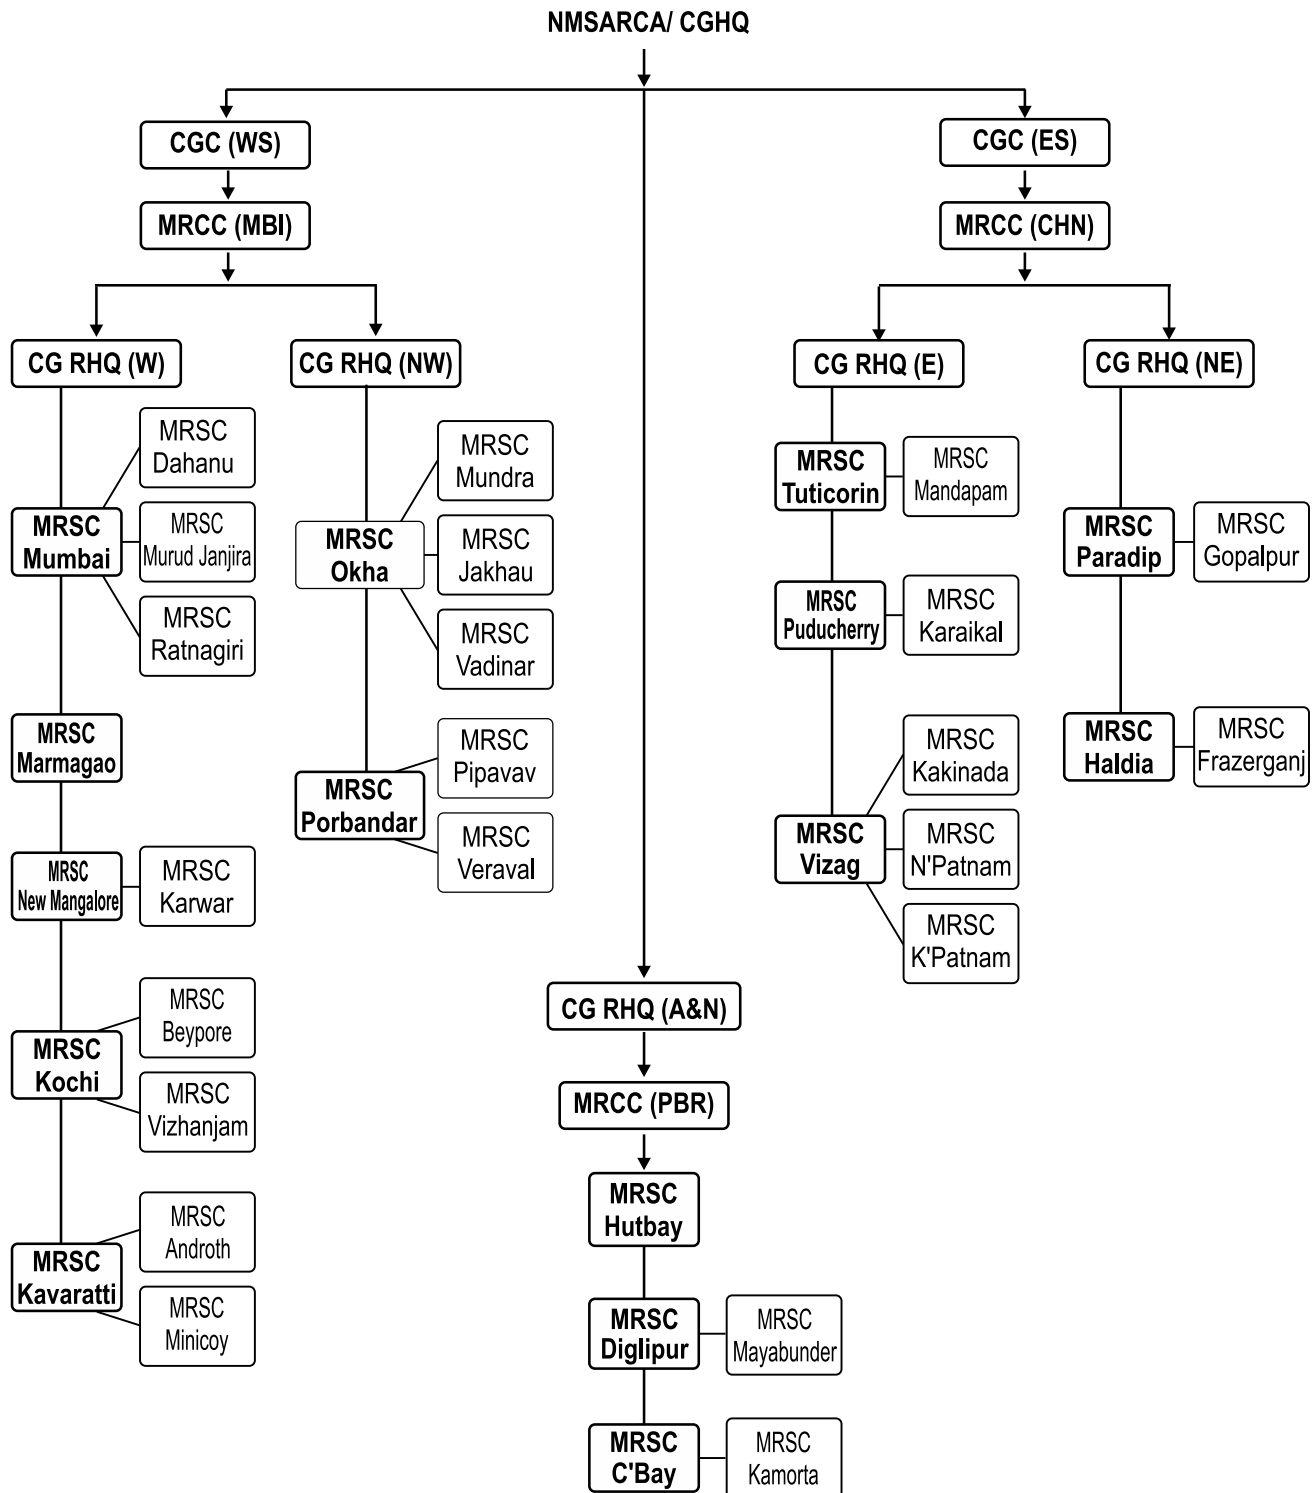 NMSARCA/ CGHQ
CGC (WS)
MRCC (MBI)
CG RHQ (W)
CG RHQ (NW)
MRSC
Dahanu
MRSC
Mumbai
MRSC
Murud Janjira
MRSC
Ratnagiri
MRSC
Marmagao
MRSC
New Mangalore
MRSC
Karwar
MRSC
Beypore
MRSC
Kochi
MRSC
Vizhanjam
MRSC
Androth
MRSC
Kavaratti
MRSC
Minicoy
MRSC
Mundra
MRSC
Okha
MRSC
Jakhau
MRSC
Vadinar
MRSC
Pipavav
MRSC
Porbandar
MRSC
Veraval
CGC (ES)
MRCC (CHN)
CG RHQ (E)
CG RHQ (NE)
MRSC
Tuticorin
MRSC
Mandapam
MRSC
Puducherry
MRSC
Karaikal
MRSC
Kakinada
MRSC
Vizag
MRSC
N'Patnam
MRSC
K'Patnam
MRSC
Paradip
MRSC
Gopalpur
MRSC
Haldia
MRSC
Frazerganj
CG RHQ (A&N)
MRCC (PBR)
MRSC
Hutbay
MRSC
Diglipur
MRSC
Mayabunder
MRSC
C'Bay
MRSC
Kamorta